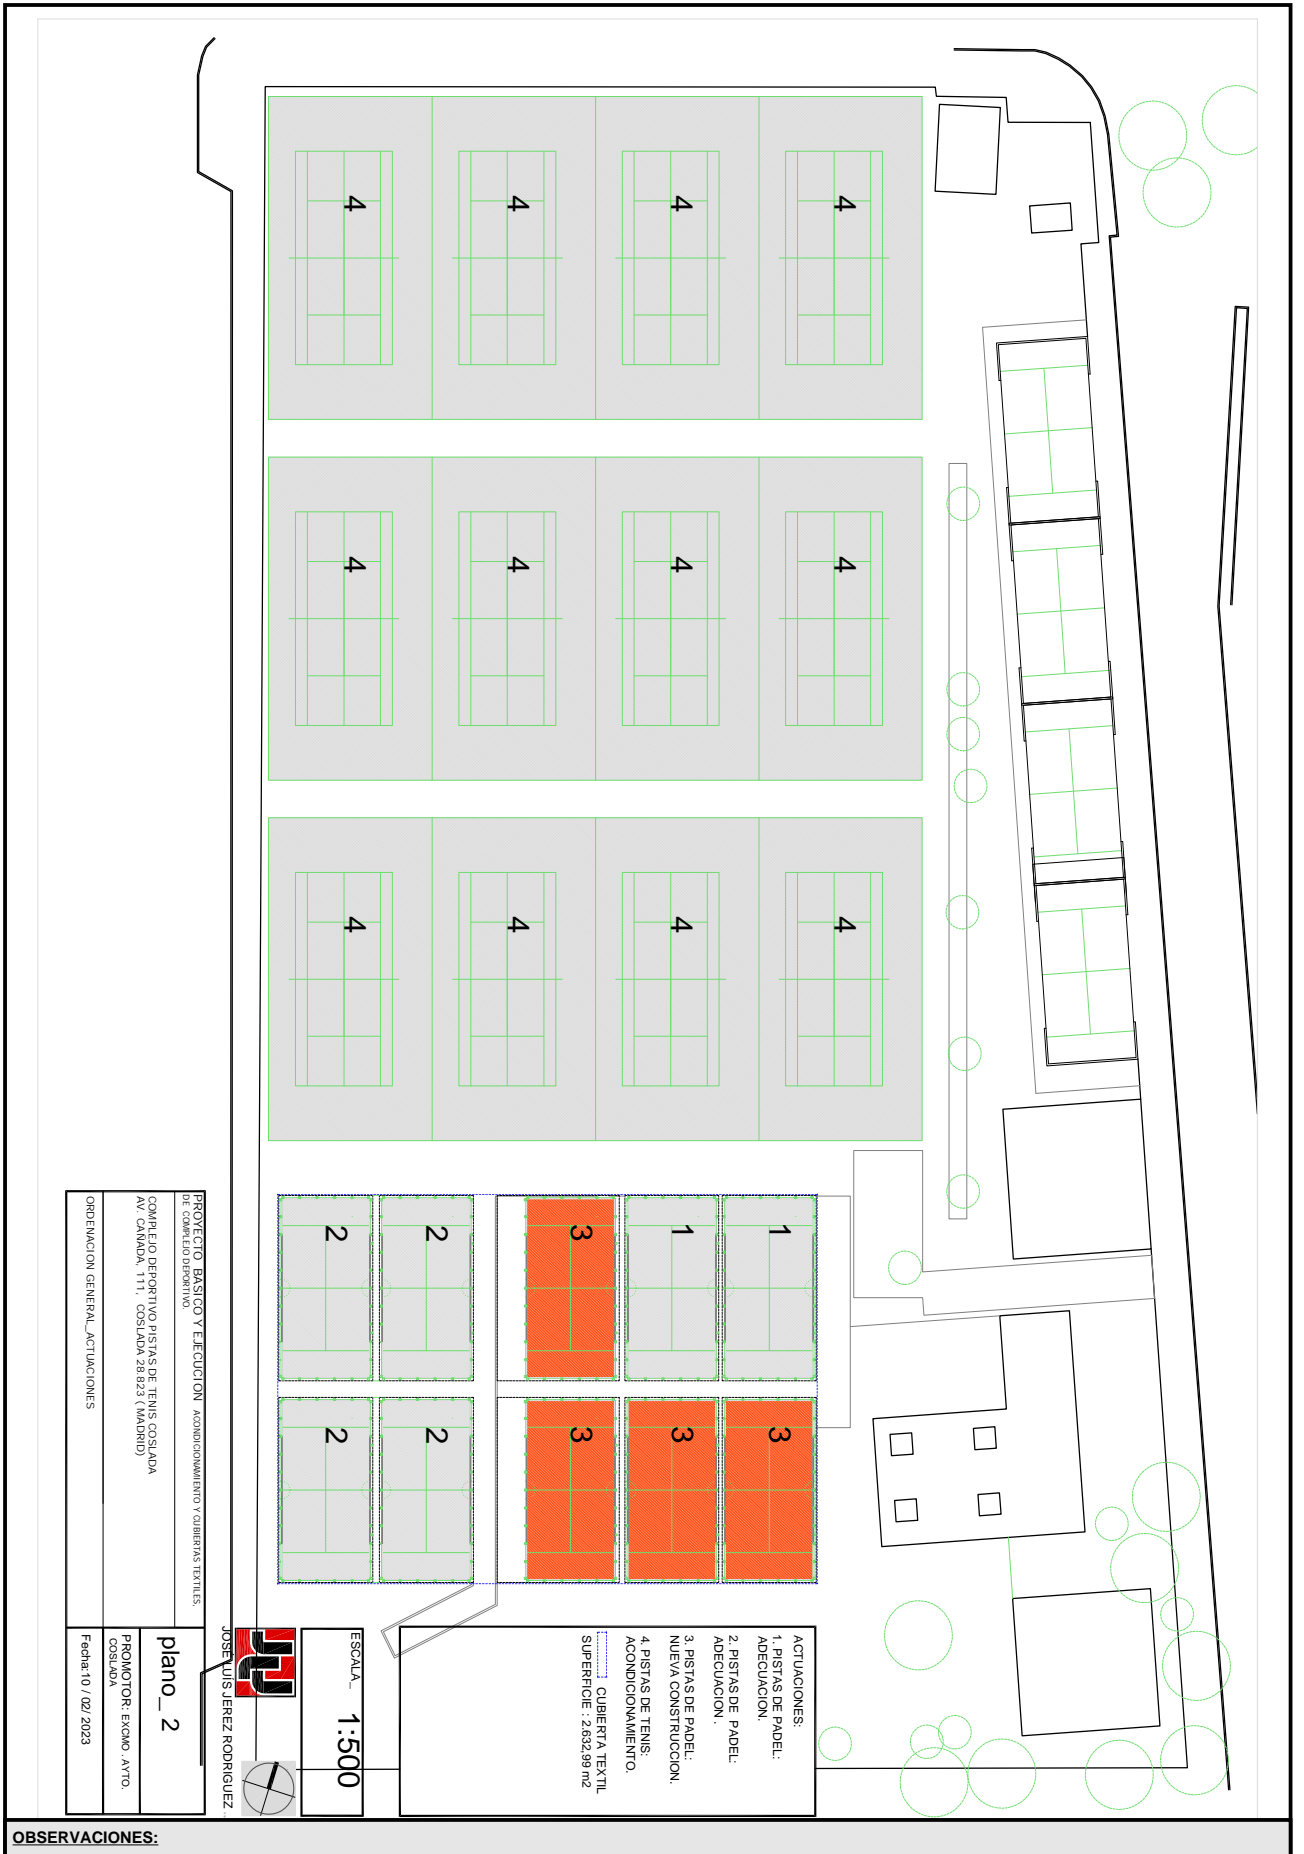 4
4
4
4
4
4
4
4
4
4
4
4
2
2
3
1
1
2
2
3
3
3
ACTUACIONES:
1. PISTAS DE PADEL:
ADECUACION.
2. PISTAS DE PADEL:
ADECUACION .
3. PISTAS DE PADEL:
NUEVA CONSTRUCCION.
4. PISTAS DE TENIS:
ACONDICIONAMIENTO.
CUBIERTA TEXTIL
SUPERFICIE : 2.632,99 m2
ESCALA_ 1:500
JOSE LUIS JEREZ RODRIGUEZ
PROYECTO BASICO Y EJECUCION ACONDICIONAMIENTO Y CUBIERTAS TEXTILES.
DE COMPLEJO DEPORTIVO.
COMPLEJO DEPORTIVO PISTAS DE TENIS COSLADA
AV. CAÑADA, 111, COSLADA 28.823 ( MADRID)
ORDENACION GENERAL_ACTUACIONES
plano_ 2
PROMOTOR: EXCMO . AYTO.
COSLADA
Fecha:10 / 02/ 2023
OBSERVACIONES: